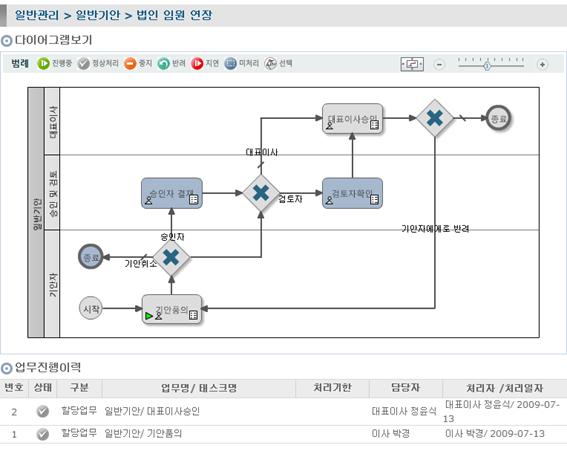 일반관리 > 일반기안 > 법인 임원 연장
다이어그램보기
범례 진행중 정상처리 중지 반려 지연 미처리 선택
일반기안
대표이사
승인 및 검토
기안자
대표이사승인
종료
대표이사
승인자 결재
검토자
검토자확인
기안자에게로 반려
승인자
종료
기안취소
시작
기안품의
업무진행이력
번호 상태 구분 업무명/ 태스크명 처리기한 담당자 처리자 /처리일자
2 할당업무 일반기안/ 대표이사승인 대표이사 정윤식 대표이사 정윤식/ 2009-07-
13
1 할당업무 일반기안/ 기안품의 이사 박경 이사 박경/ 2009-07-13